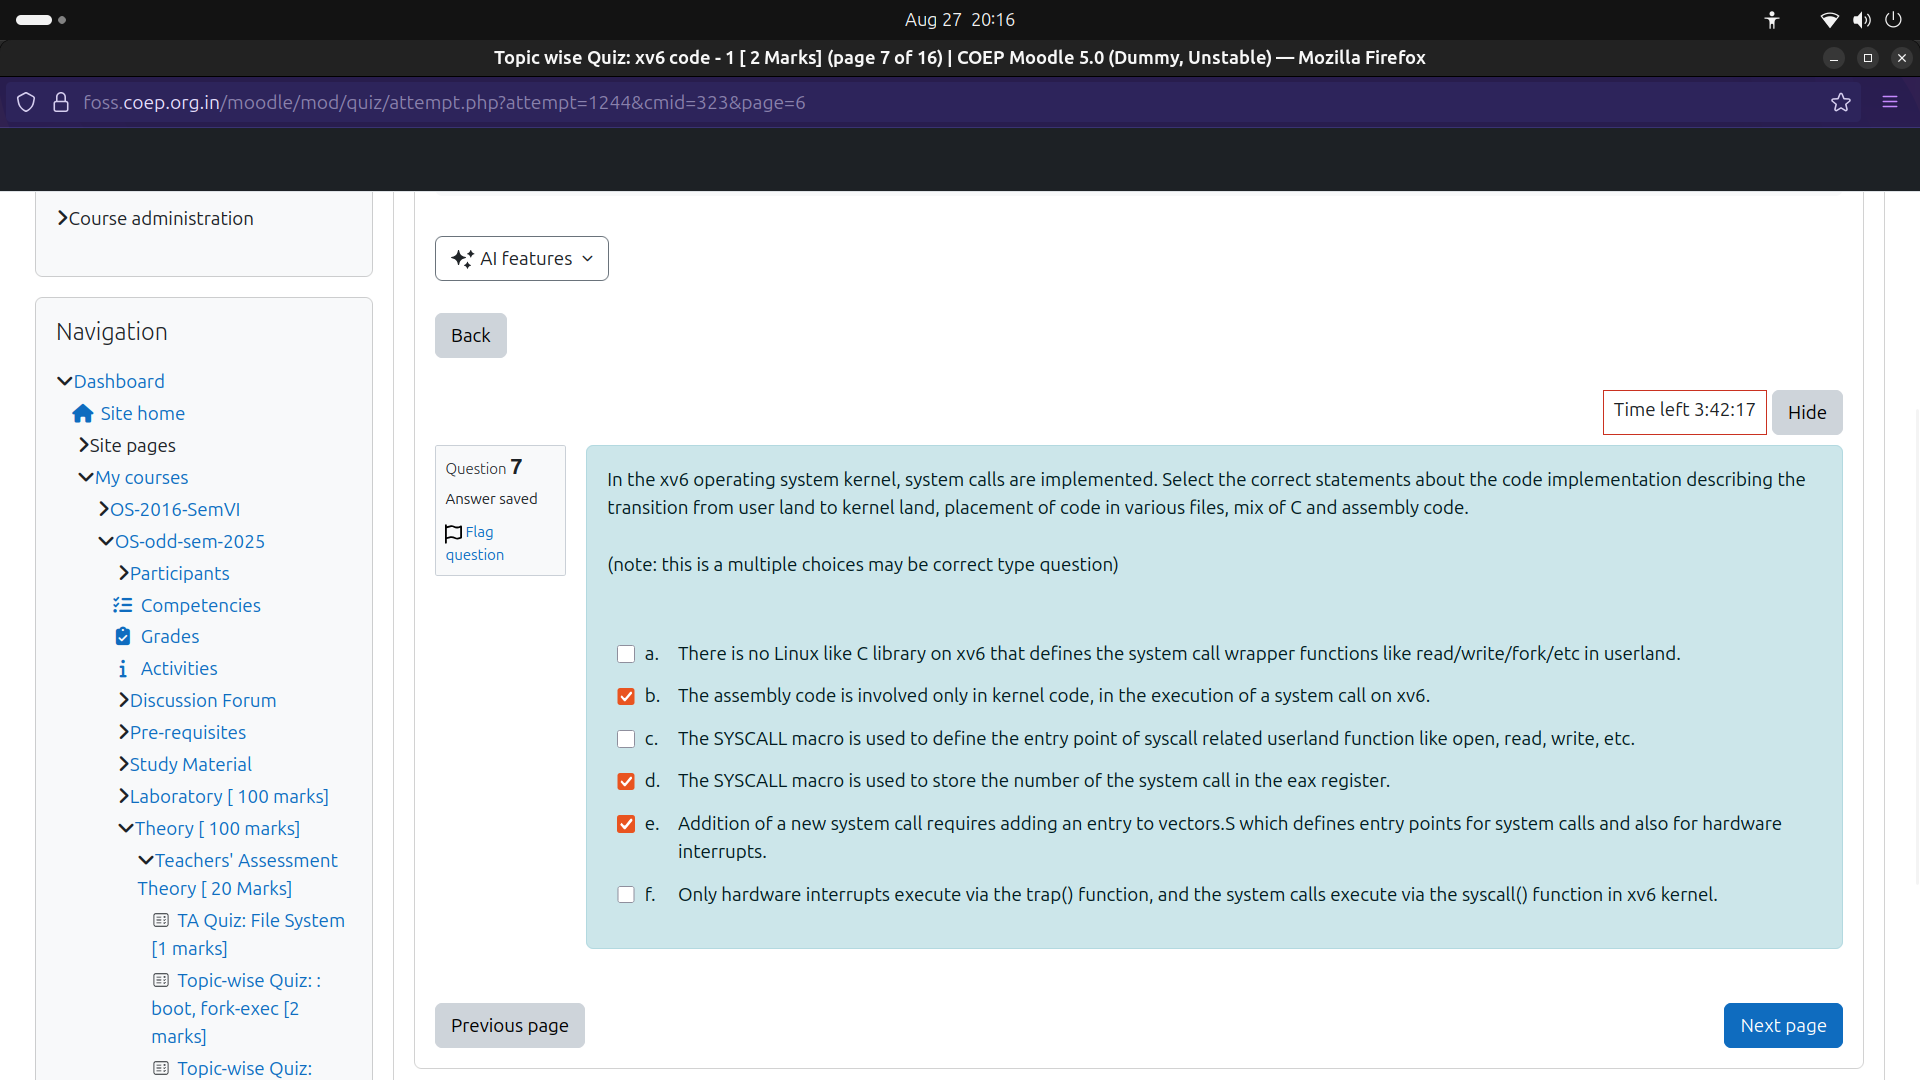 Aug 27 20:16
Topic wise Quiz: xv6 code - 1 [ 2 Marks] (page 7 of 16) | COEP Moodle 5.0 (Dummy, Unstable) — Mozilla Firefox
foss.coep.org.in/moodle/mod/quiz/attempt.php?attempt=1244&cmid=323&page=6
Course administration
Navigation
Dashboard
Site home
Site pages
My courses
OS-2016-SemVI
OS-odd-sem-2025
Participants
Competencies
Grades
Activities
Discussion Forum
Pre-requisites
Study Material
Laboratory [ 100 marks]
Theory [ 100 marks]
Teachers' Assessment
Theory [ 20 Marks]
TA Quiz: File System
[1 marks]
Topic-wise Quiz: :
boot, fork-exec [2
marks]
Topic-wise Quiz:
AI features
Back
Time left 3:42:17
Hide
Question 7
Answer saved
Flag
question
In the xv6 operating system kernel, system calls are implemented. Select the correct statements about the code implementation describing the
transition from user land to kernel land, placement of code in various files, mix of C and assembly code.
(note: this is a multiple choices may be correct type question)
a. There is no Linux like C library on xv6 that defines the system call wrapper functions like read/write/fork/etc in userland.
b. The assembly code is involved only in kernel code, in the execution of a system call on xv6.
c. The SYSCALL macro is used to define the entry point of syscall related userland function like open, read, write, etc.
d. The SYSCALL macro is used to store the number of the system call in the eax register.
e. Addition of a new system call requires adding an entry to vectors.S which defines entry points for system calls and also for hardware
interrupts.
f. Only hardware interrupts execute via the trap() function, and the system calls execute via the syscall() function in xv6 kernel.
Previous page
Next page